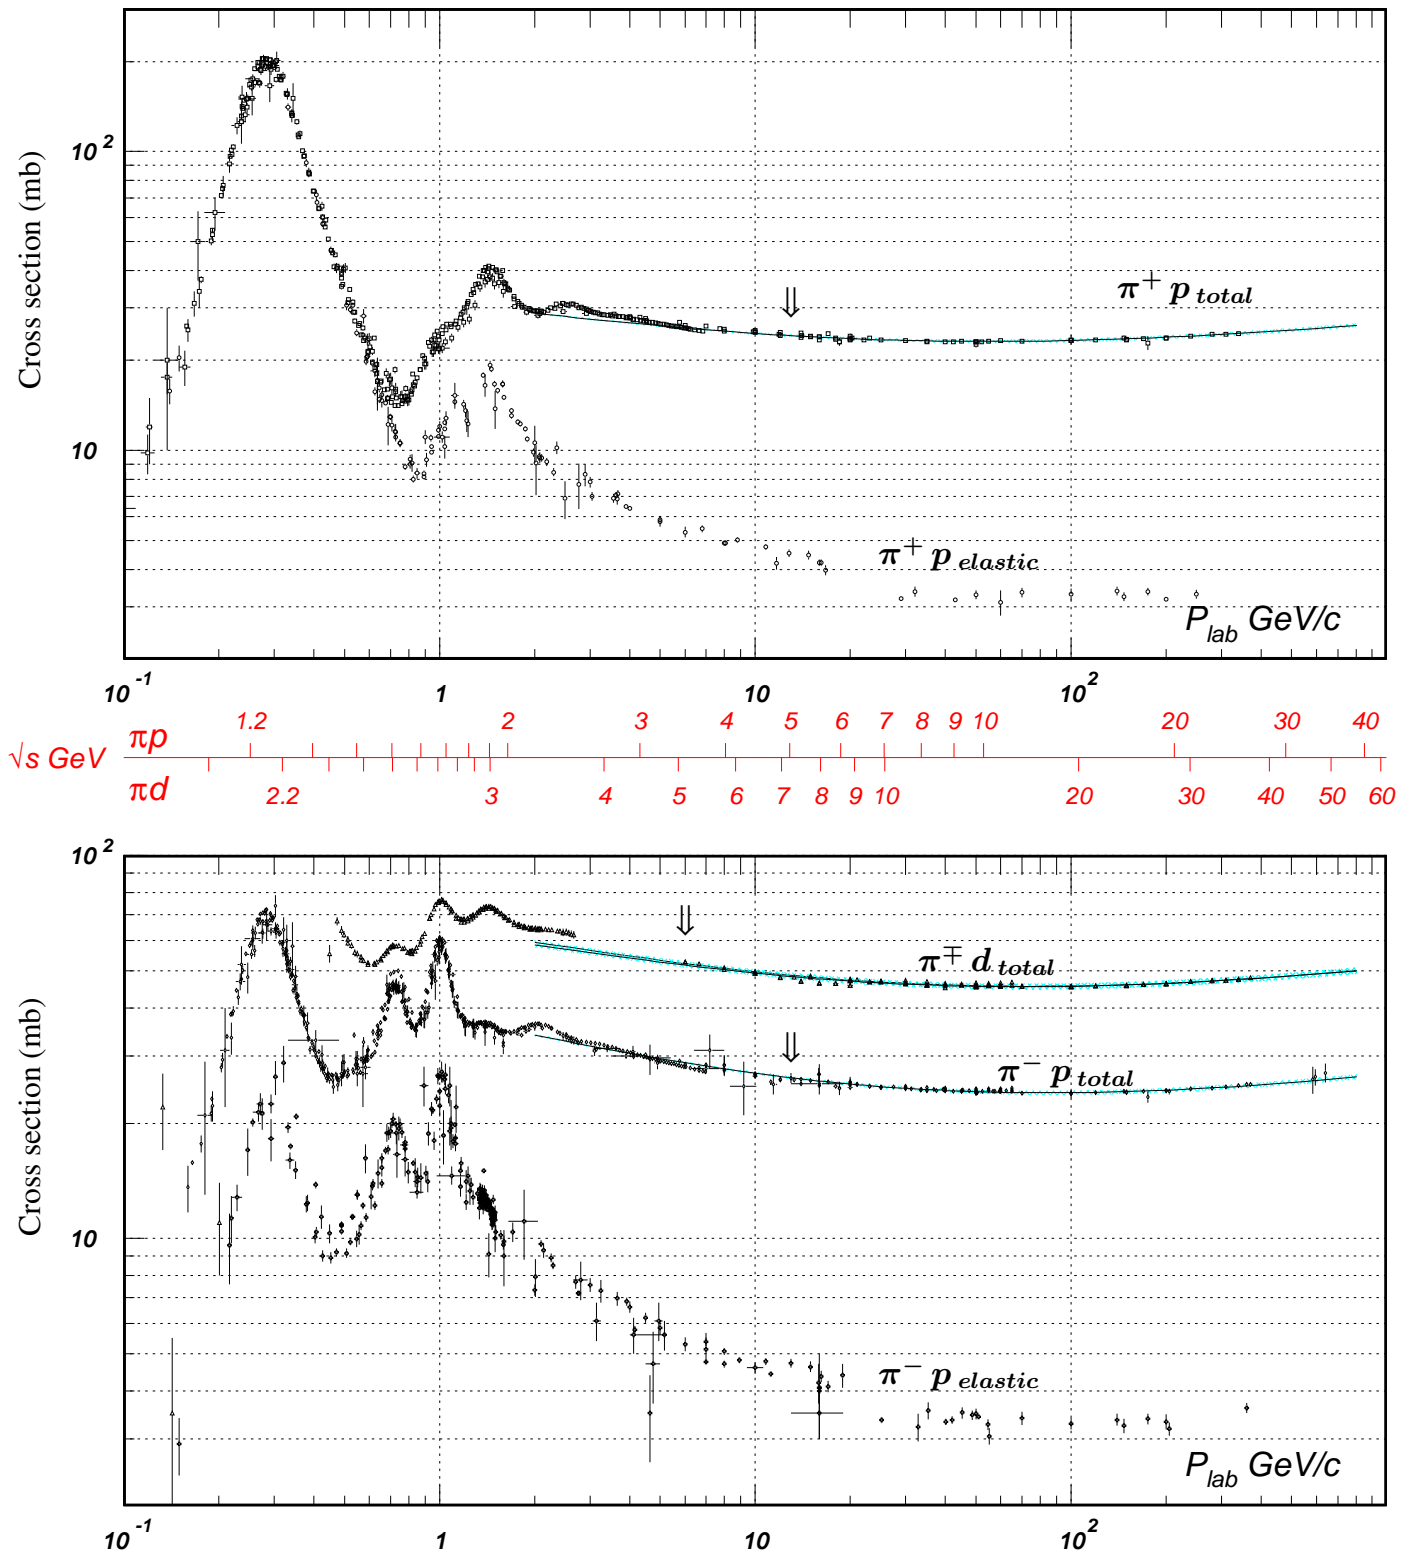 Cross section (mb)
10²
10
π⁺ p total
⇓
π⁺ p elastic
P_lab GeV/c
10⁻¹ 1 10 10²
√s GeV
πp 1.2 2 3 4 5 6 7 8 9 10 20 30 40
πd 2.2 3 4 5 6 7 8 9 10 20 30 40 50 60
Cross section (mb)
10²
10
⇓
π∓ d total
⇓
π⁻ p total
π⁻ p elastic
P_lab GeV/c
10⁻¹ 1 10 10²